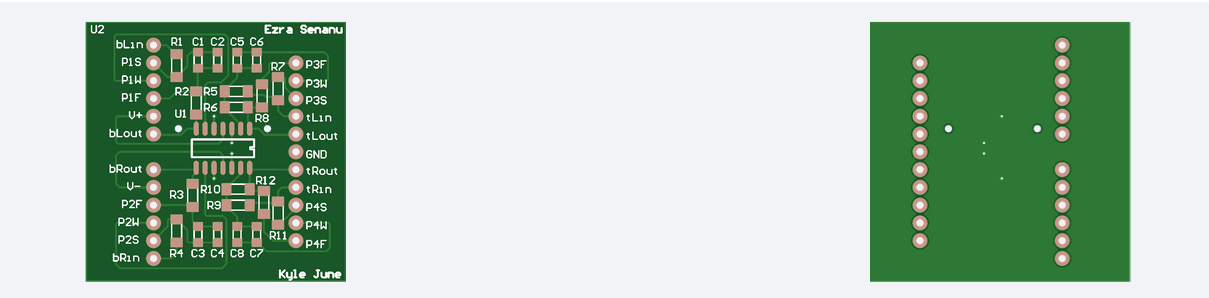 U2 Ezra Senanu
bLin R1 C1 C2 C5 C6
P1S P3F
P1W R7 P3W
P1F R2 R5 P3S
V+ U1 R6 R8 tLin
bLout tLout
GND
bRout tRout
V- R10 R12 tRin
P2F R3 R9 P4S
P2W P4W
P2S R11 P4F
bRin R4 C3 C4 C8 C7
Kyle June